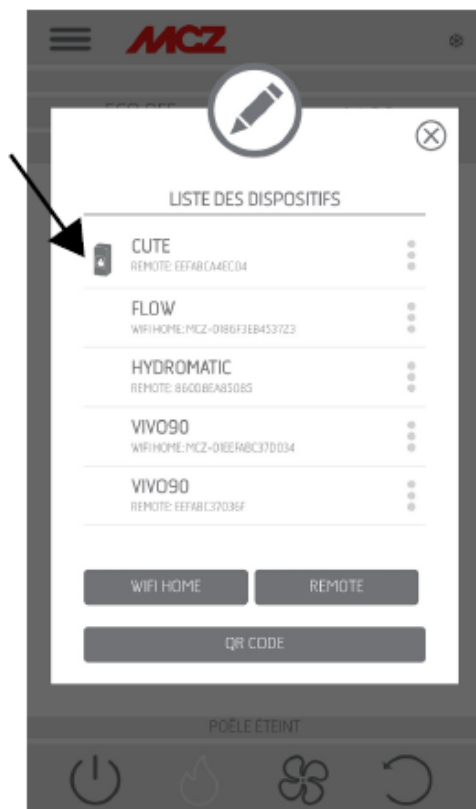 MCZ
LISTE DES DISPOSITIFS
CUTE
REMOTE: EEFABCA4EC04
FLOW
WIFI HOME: MCZ-0186F3EB4537Z3
HYDROMATIC
REMOTE: 860DBEA85085
VIVO90
WIFI HOME: MCZ-01EEFABC37D034
VIVO90
REMOTE: EEFABC37036F
WIFI HOME
REMOTE
QR CODE
POÊLE ÉTEINT